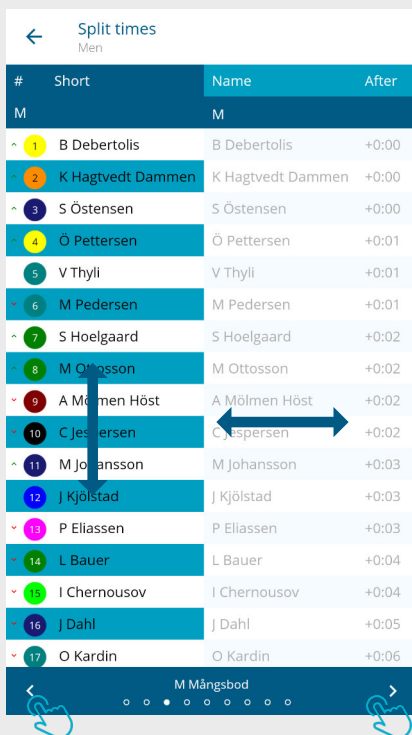 Split times
Men
# Short Name After
M M
1 B Debertolis B Debertolis +0:00
2 K Hagtvedt Dammen K Hagtvedt Dammen +0:00
3 S Östensen S Östensen +0:00
4 Ö Pettersen Ö Pettersen +0:01
5 V Thyli V Thyli +0:01
6 M Pedersen M Pedersen +0:01
7 S Hoelgaard S Hoelgaard +0:02
8 M Ottosson M Ottosson +0:02
9 A Mölmen Höst A Mölmen Höst +0:02
10 C Jespersen C Jespersen +0:02
11 M Johansson M Johansson +0:03
12 J Kjölstad J Kjölstad +0:03
13 P Eliassen P Eliassen +0:03
14 L Bauer L Bauer +0:04
15 I Chernousov I Chernousov +0:04
16 J Dahl J Dahl +0:05
17 O Kardin O Kardin +0:06
M Mångsbod